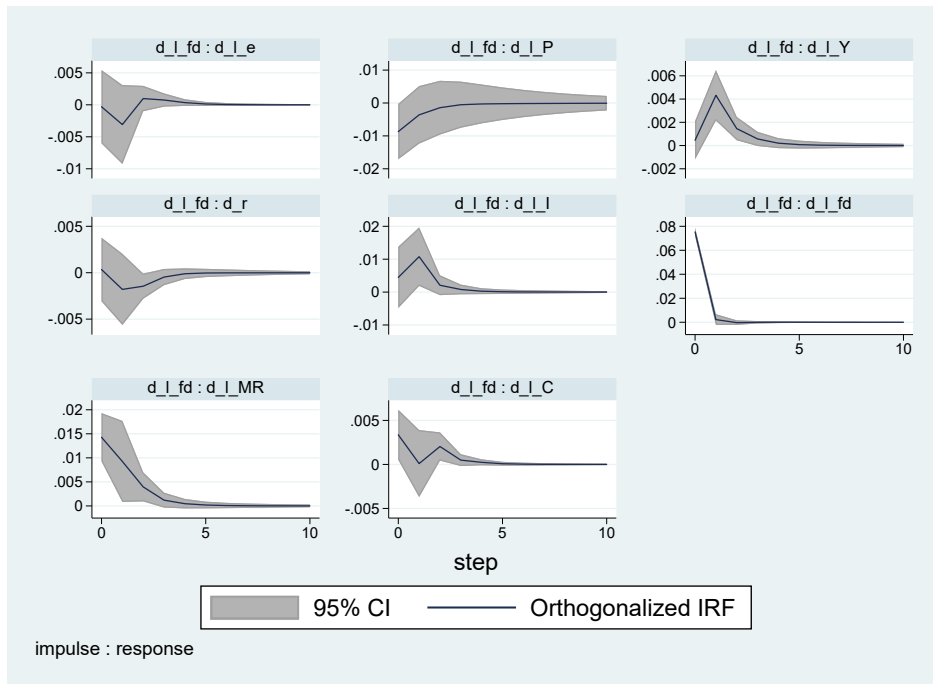 d_l_fd : d_l_e
.005
0
-.005
-.01
d_l_fd : d_l_P
.01
0
-.01
-.02
d_l_fd : d_l_Y
.006
.004
.002
0
-.002
d_l_fd : d_r
.005
0
-.005
d_l_fd : d_l_I
.02
.01
0
-.01
d_l_fd : d_l_fd
.08
.06
.04
.02
0
0 5 10
d_l_fd : d_l_MR
.02
.015
.01
.005
0
0 5 10
d_l_fd : d_l_C
.005
0
-.005
0 5 10
step
95% CI Orthogonalized IRF
impulse : response